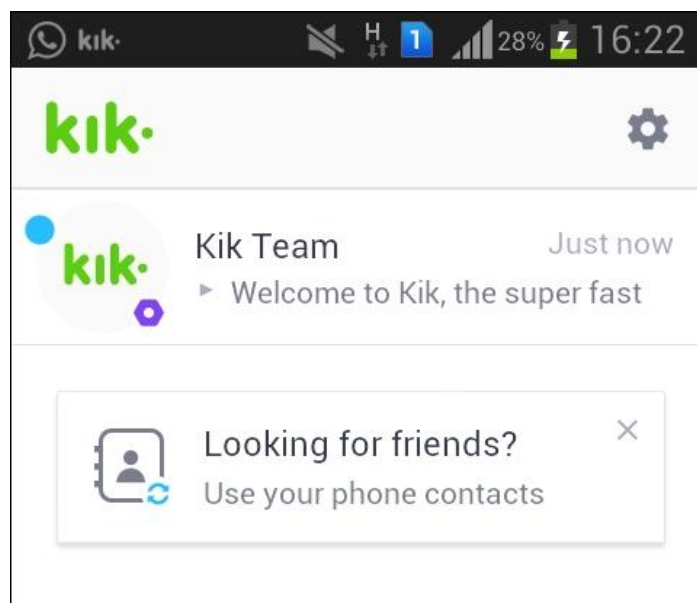 kik· H 1 28% 16:22
kik·
kik·
Kik Team Just now
Welcome to Kik, the super fast
Looking for friends?
Use your phone contacts